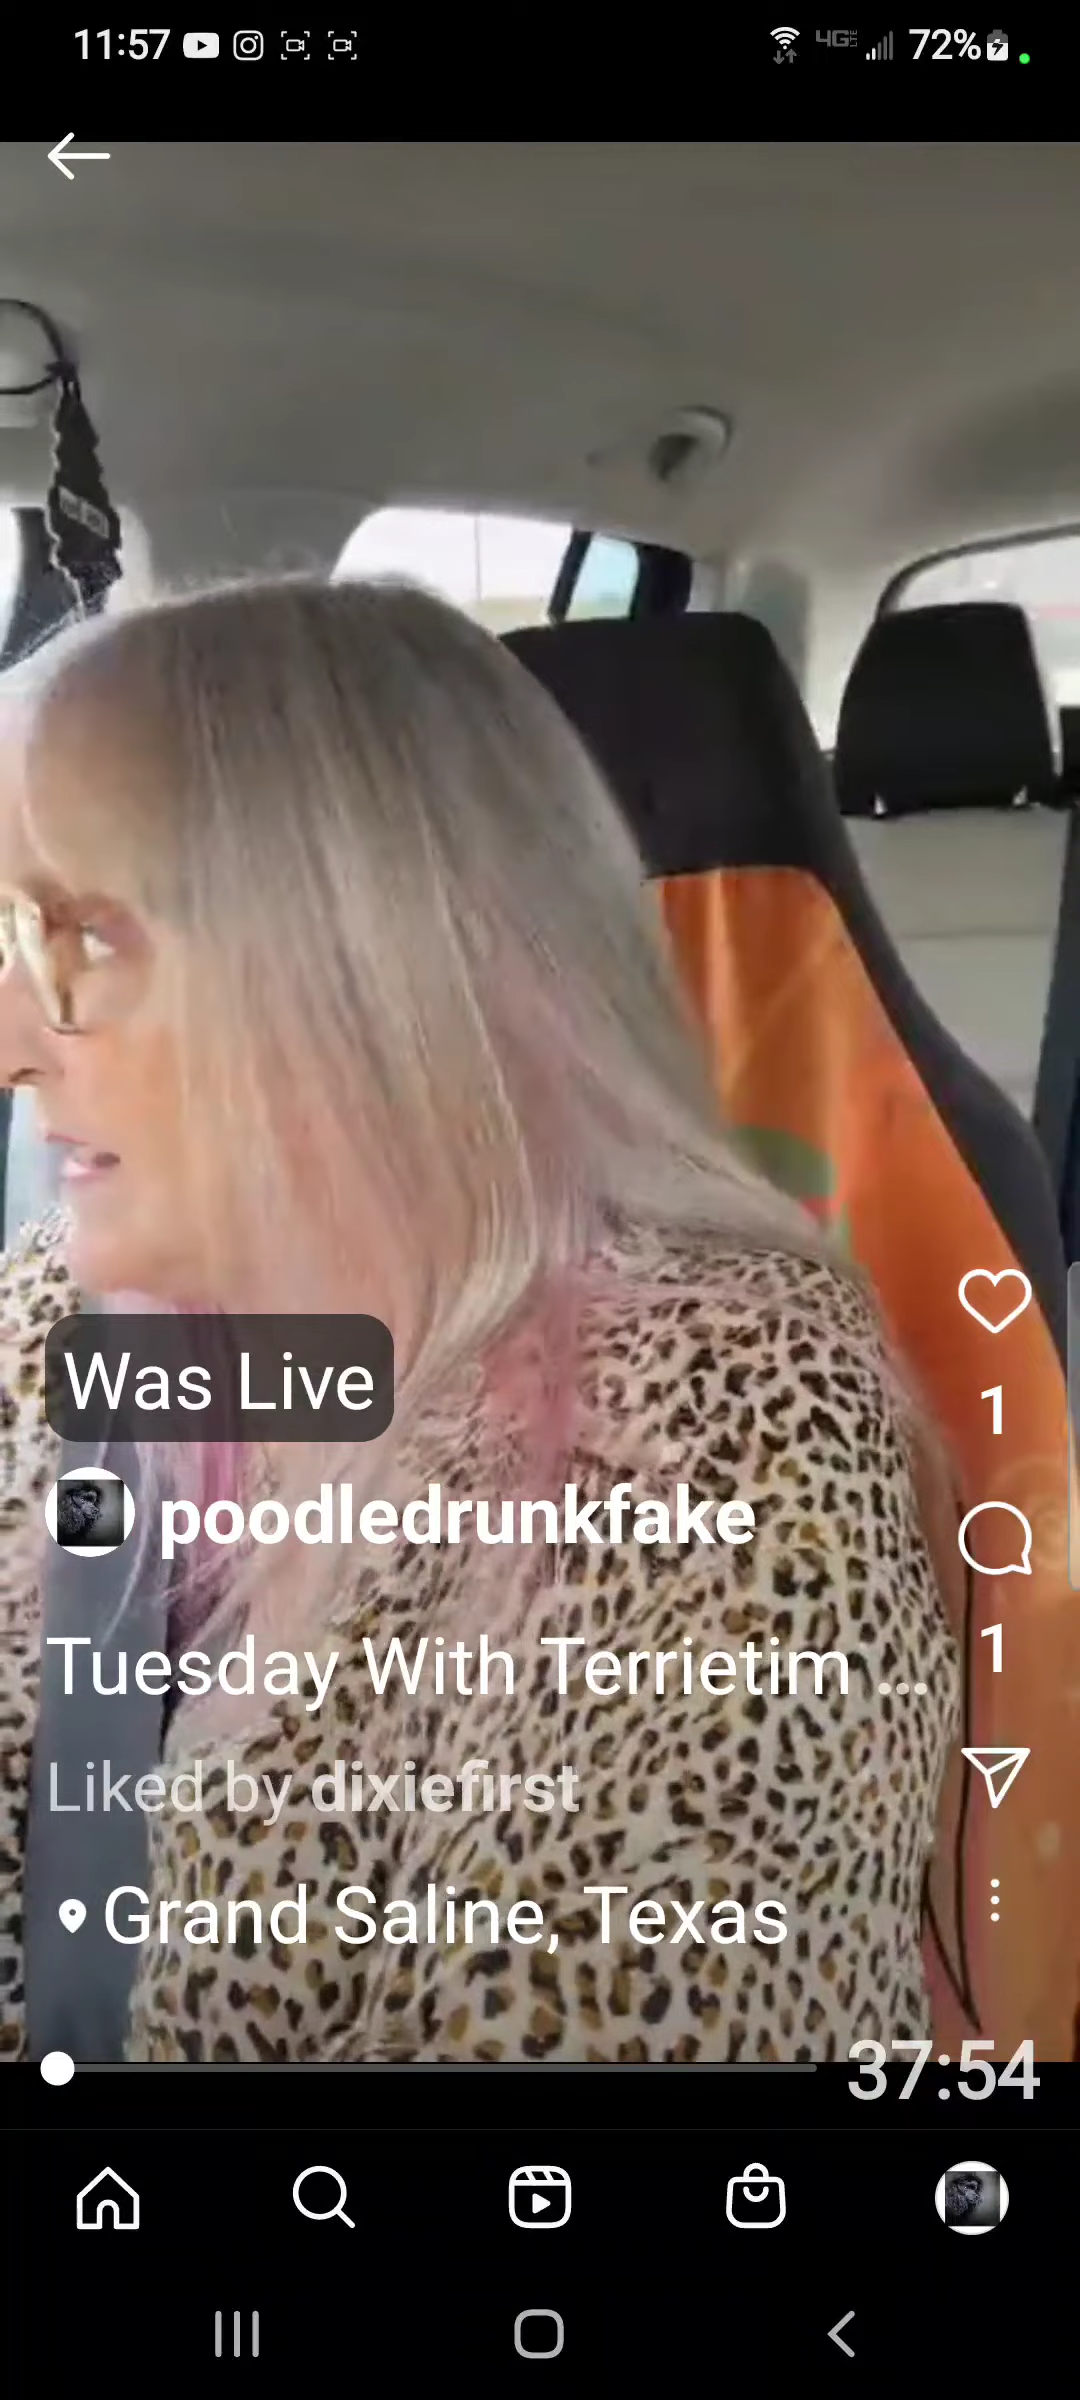 11:57
4G LTE
72%
Was Live
poodledrunkfake
1
Tuesday With Terrietim ...
1
Liked by dixiefirst
Grand Saline, Texas
37:54